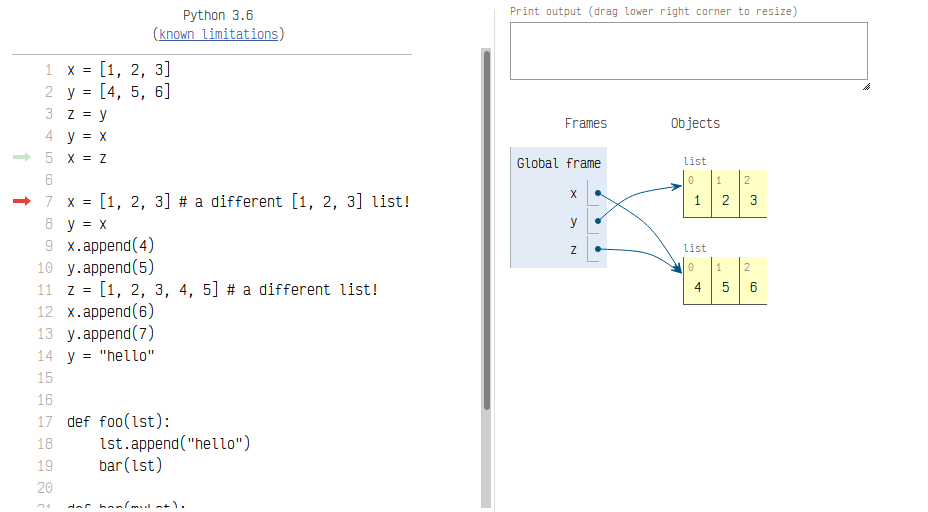 Python 3.6
(known limitations)
1 x = [1, 2, 3]
2 y = [4, 5, 6]
3 z = y
4 y = x
5 x = z
6
7 x = [1, 2, 3] # a different [1, 2, 3] list!
8 y = x
9 x.append(4)
10 y.append(5)
11 z = [1, 2, 3, 4, 5] # a different list!
12 x.append(6)
13 y.append(7)
14 y = "hello"
15
16
17 def foo(lst):
18     lst.append("hello")
19     bar(lst)
20
21 def bar(myLst):
Print output (drag lower right corner to resize)
Frames Objects
Global frame
x
y
z
list
0 1 2
1 2 3
list
0 1 2
4 5 6